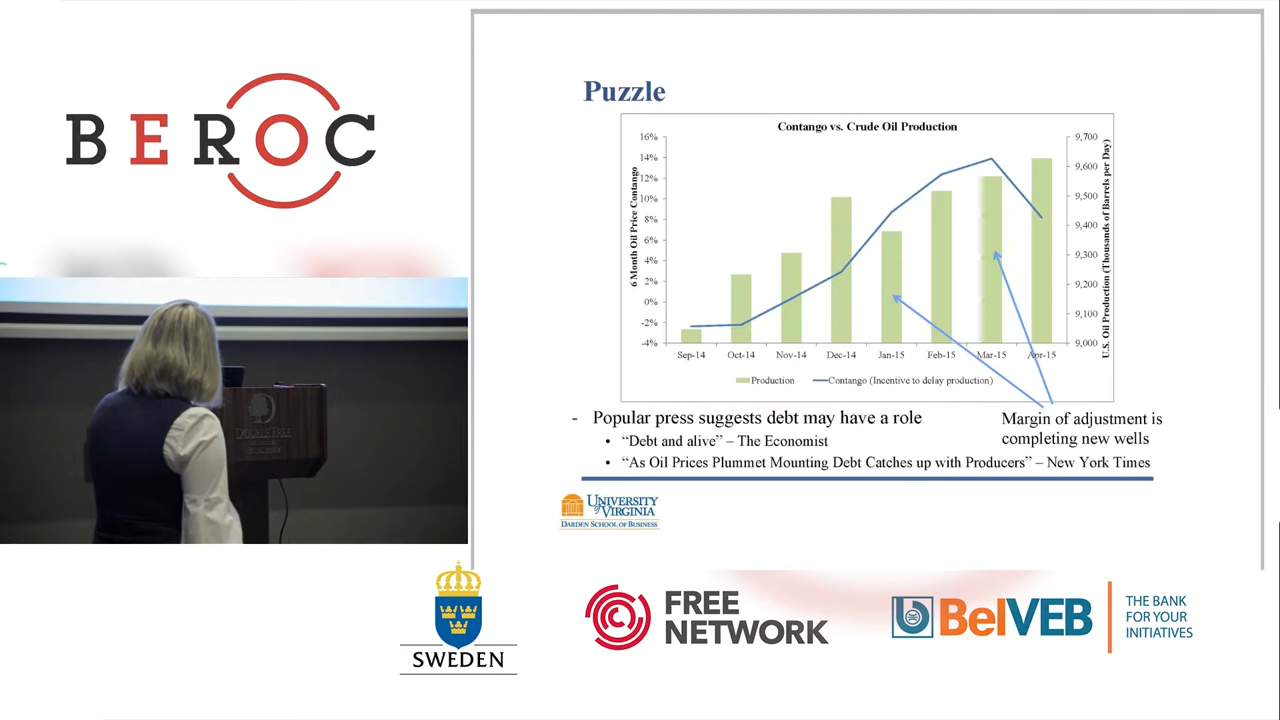 BEROC
Puzzle
Contango vs. Crude Oil Production
6 Month Oil Price Contango
16%
14%
12%
10%
8%
6%
4%
2%
0%
-2%
-4%
9,700
9,600
9,500
9,400
9,300
9,200
9,100
9,000
U.S. Oil Production (Thousands of Barrels per Day)
Sep-14 Oct-14 Nov-14 Dec-14 Jan-15 Feb-15 Mar-15 Apr-15
Production Contango (Incentive to delay production)
- Popular press suggests debt may have a role
• “Debt and alive” – The Economist
• “As Oil Prices Plummet Mounting Debt Catches up with Producers” – New York Times
Margin of adjustment is
completing new wells
UNIVERSITY
of VIRGINIA
DARDEN SCHOOL OF BUSINESS
DOUBLETREE
SWEDEN
FREE
NETWORK
BelVEB
THE BANK
FOR YOUR
INITIATIVES